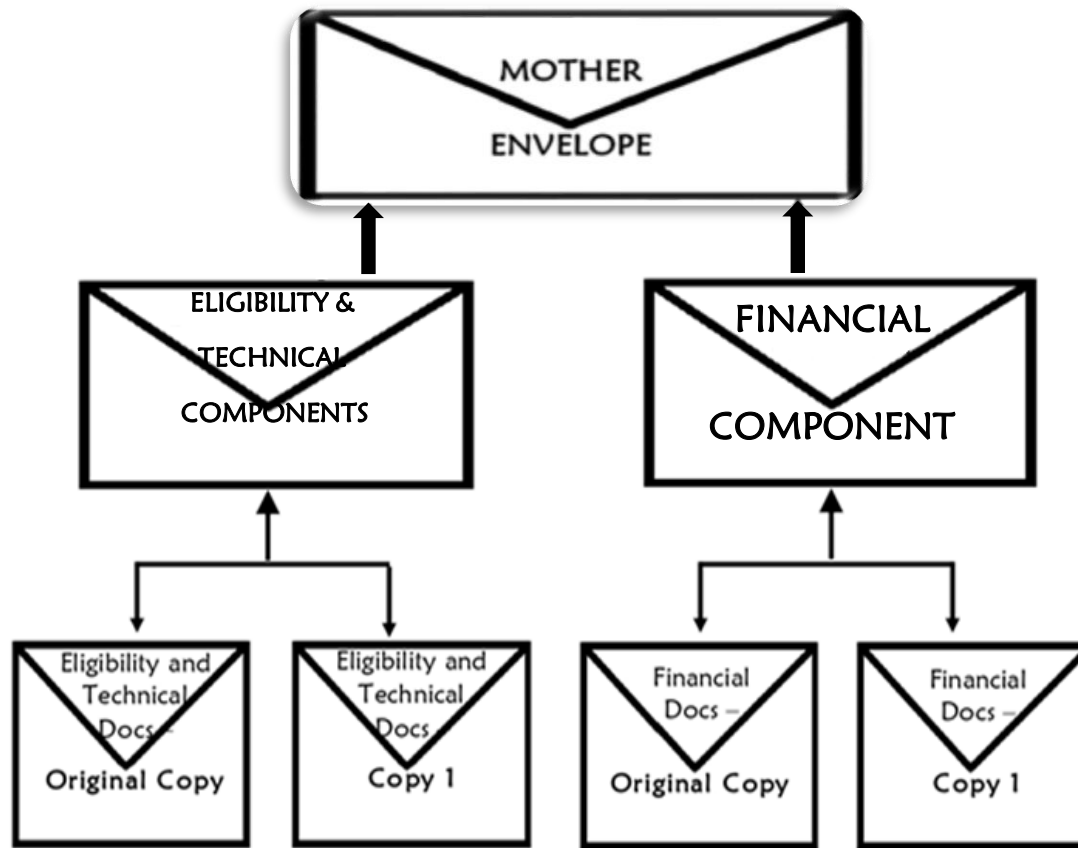 MOTHER
ENVELOPE
ELIGIBILITY &
TECHNICAL
COMPONENTS
FINANCIAL
COMPONENT
Eligibility and
Technical
Docs –
Original Copy
Eligibility and
Technical
Docs -
Copy 1
Financial
Docs –
Original Copy
Financial
Docs –
Copy 1